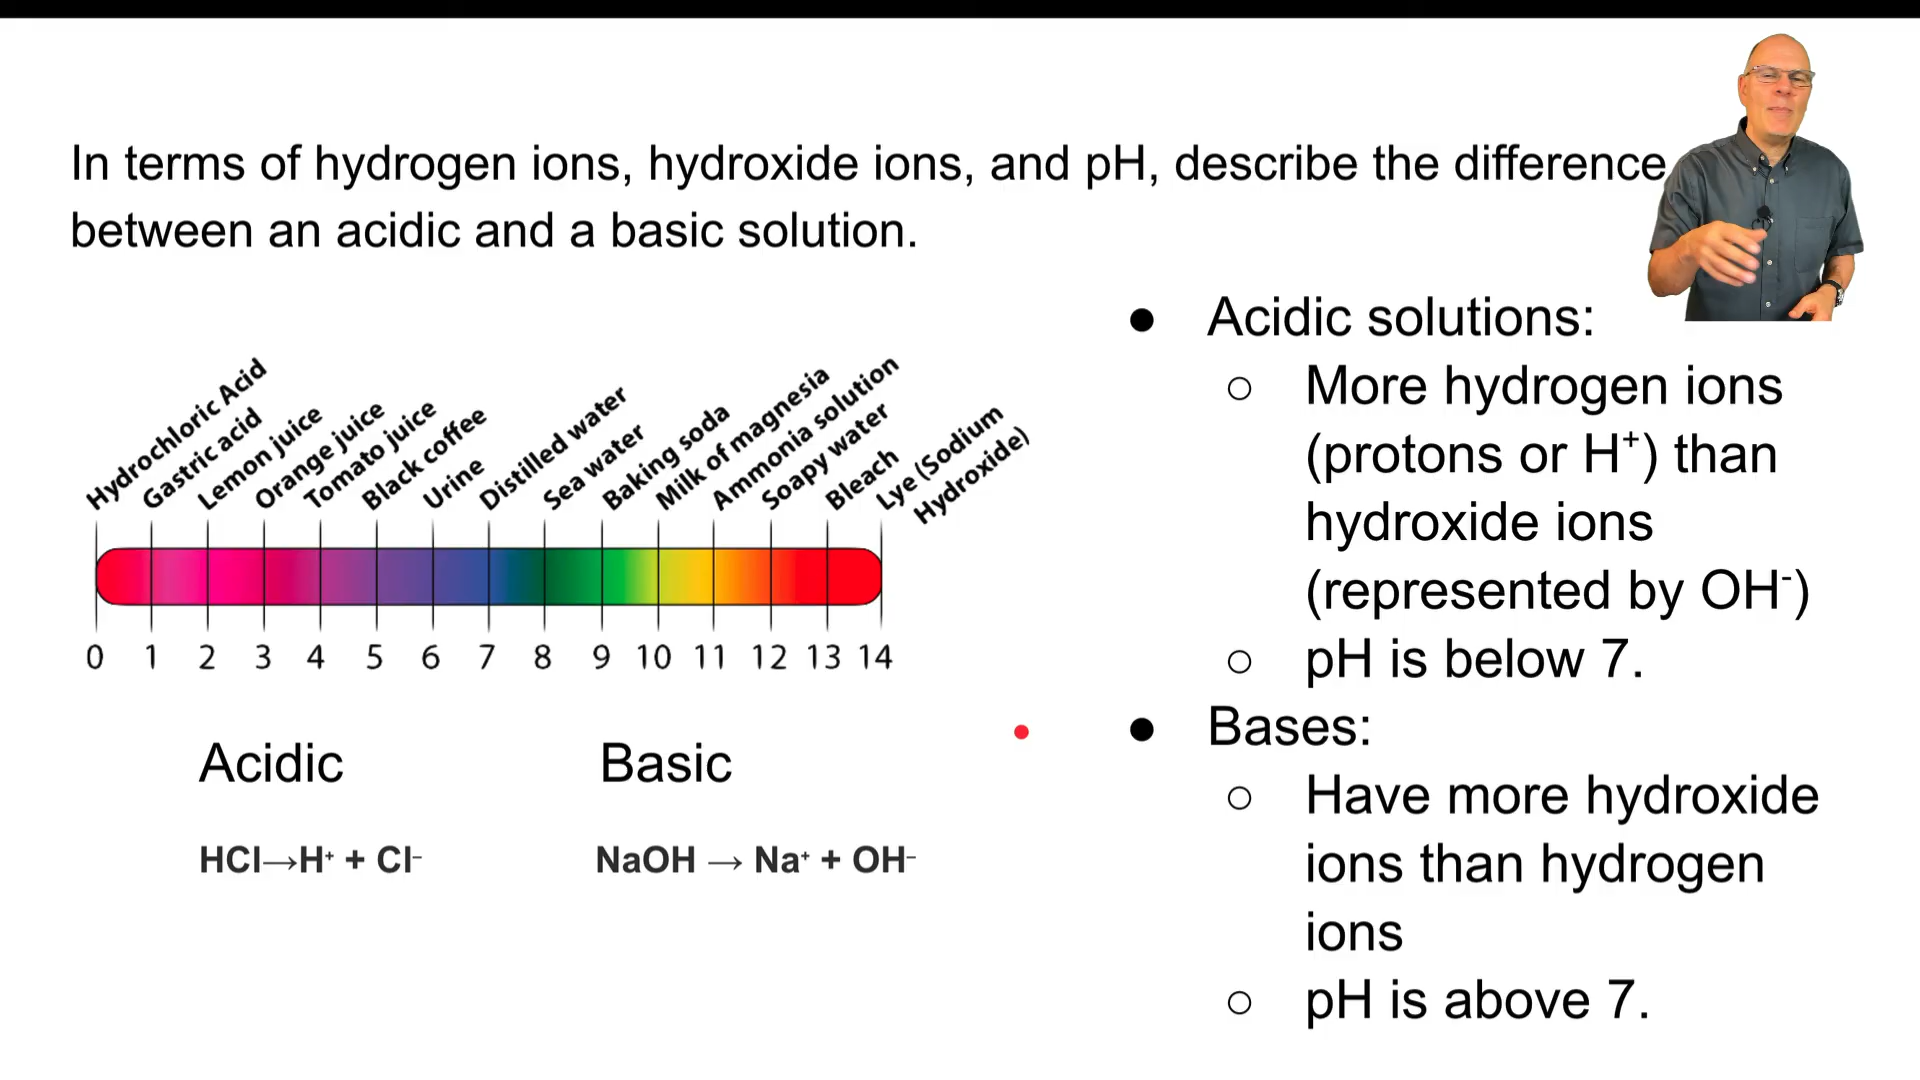 In terms of hydrogen ions, hydroxide ions, and pH, describe the difference
between an acidic and a basic solution.
Hydrochloric Acid
Gastric acid
Lemon juice
Orange juice
Tomato juice
Black coffee
Urine
Distilled water
Sea water
Baking soda
Milk of magnesia
Ammonia solution
Soapy water
Bleach
Lye (Sodium
Hydroxide)
0 1 2 3 4 5 6 7 8 9 10 11 12 13 14
Acidic Basic
HCl→H⁺ + Cl⁻ NaOH → Na⁺ + OH⁻
● Acidic solutions:
○ More hydrogen ions
(protons or H⁺) than
hydroxide ions
(represented by OH⁻)
○ pH is below 7.
● Bases:
○ Have more hydroxide
ions than hydrogen
ions
○ pH is above 7.